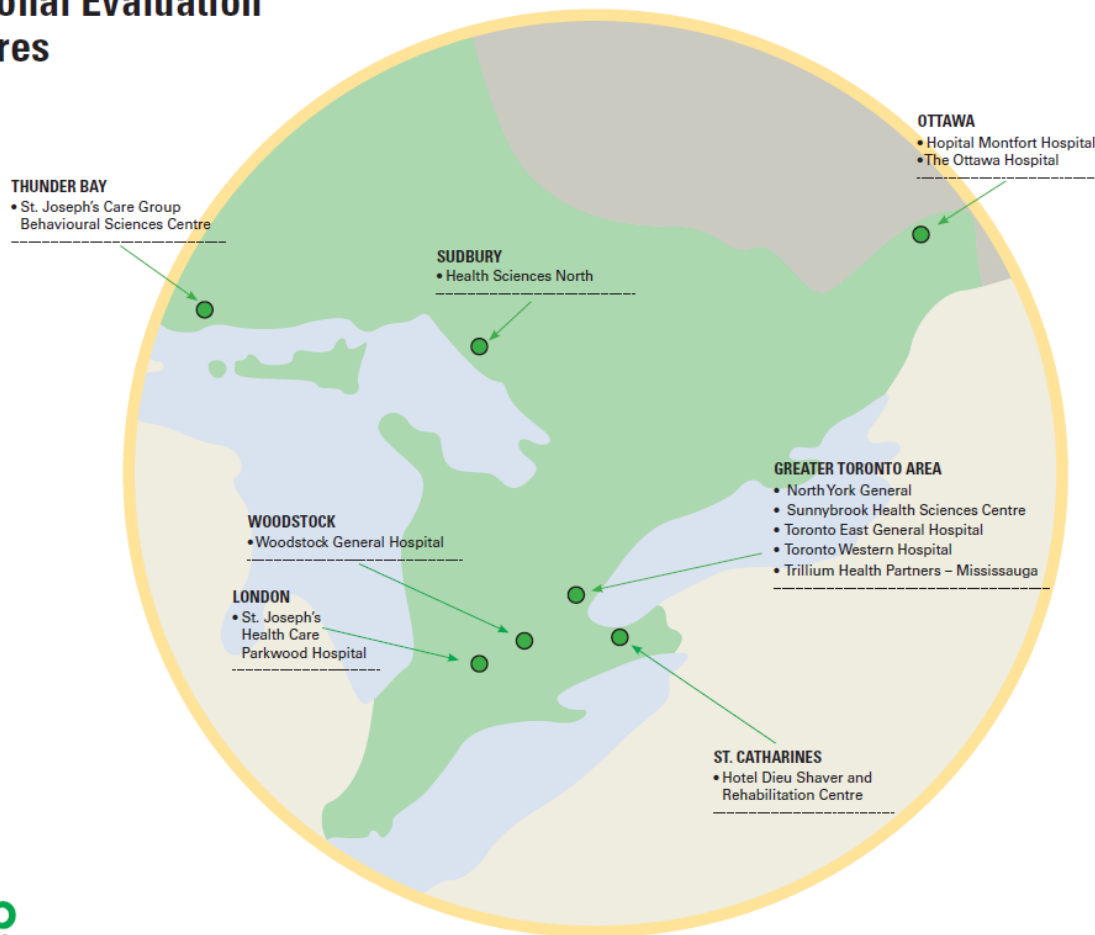 onal Evaluation
res
OTTAWA
• Hopital Montfort Hospital
• The Ottawa Hospital
THUNDER BAY
• St. Joseph's Care Group
Behavioural Sciences Centre
SUDBURY
• Health Sciences North
GREATER TORONTO AREA
• North York General
• Sunnybrook Health Sciences Centre
• Toronto East General Hospital
• Toronto Western Hospital
• Trillium Health Partners – Mississauga
WOODSTOCK
• Woodstock General Hospital
LONDON
• St. Joseph's
Health Care
Parkwood Hospital
ST. CATHARINES
• Hotel Dieu Shaver and
Rehabilitation Centre